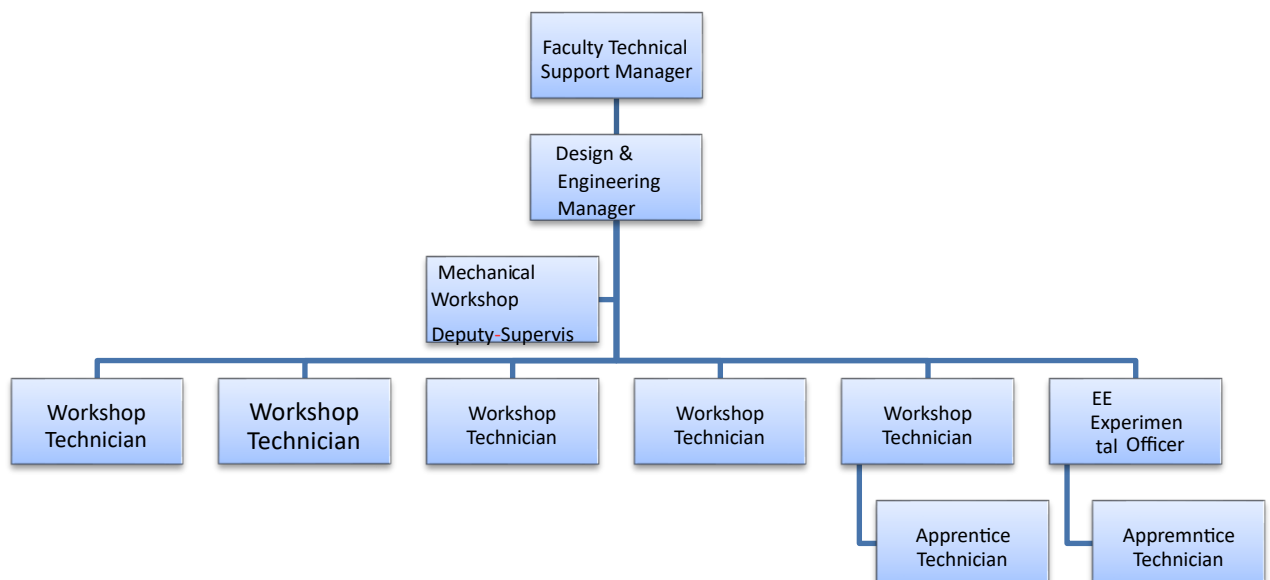 Faculty Technical
Support Manager
Design &
Engineering
Manager
Mechanical
Workshop
Deputy-Supervis
Workshop
Technician
Workshop
Technician
Workshop
Technician
Workshop
Technician
Workshop
Technician
EE
Experimen
tal Officer
Apprentice
Technician
Appremntice
Technician